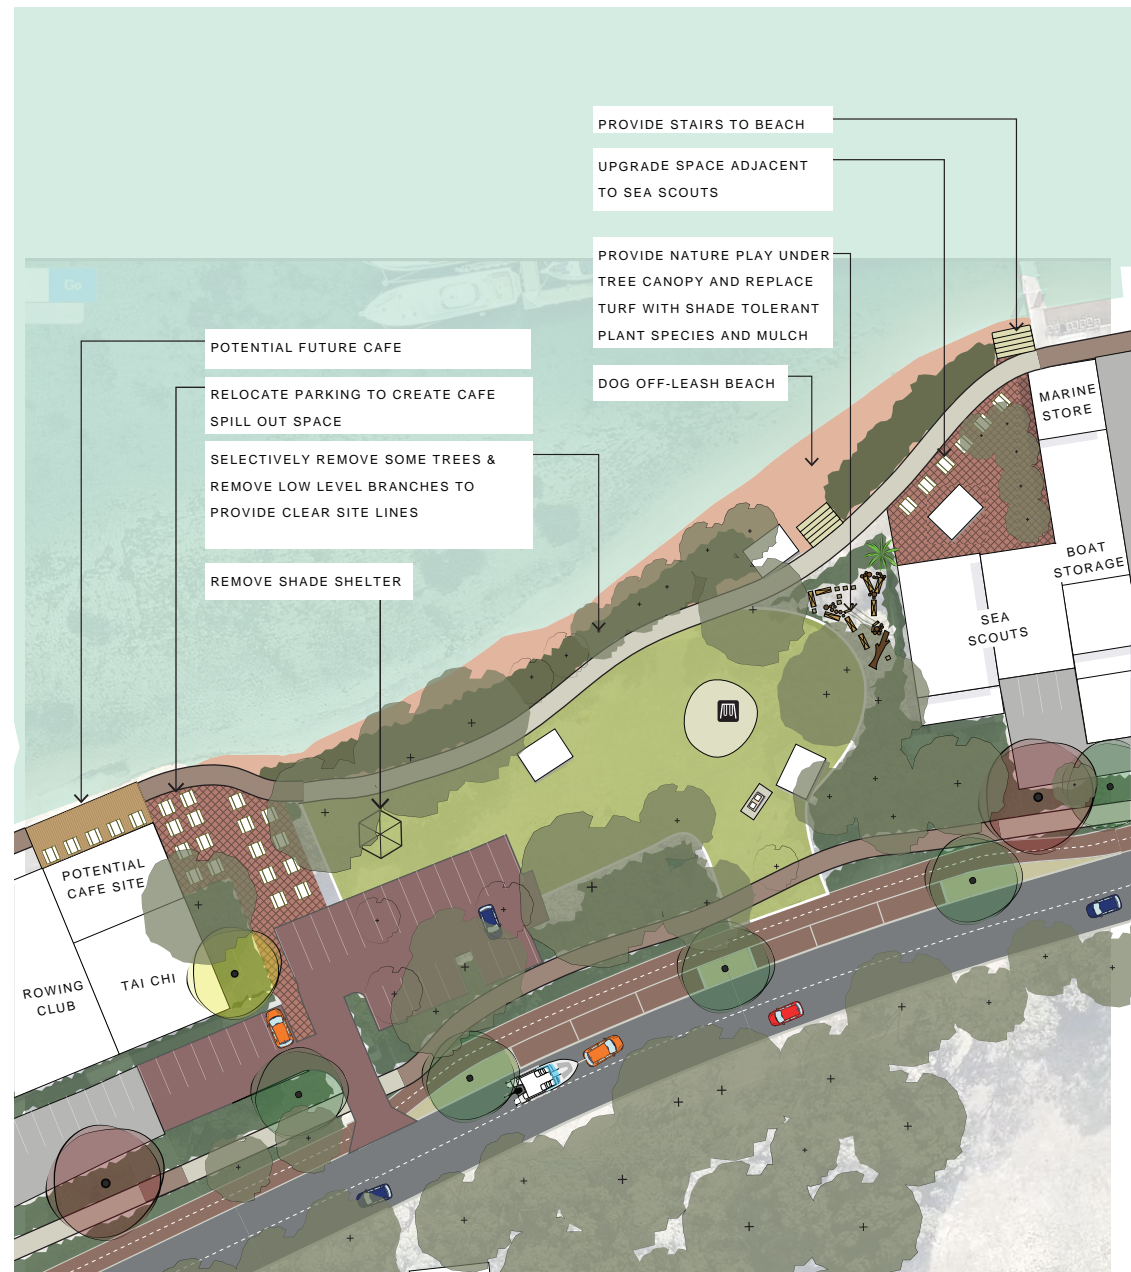 PROVIDE STAIRS TO BEACH
UPGRADE SPACE ADJACENT
TO SEA SCOUTS
PROVIDE NATURE PLAY UNDER
TREE CANOPY AND REPLACE
TURF WITH SHADE TOLERANT
PLANT SPECIES AND MULCH
DOG OFF-LEASH BEACH
Go
POTENTIAL FUTURE CAFE
RELOCATE PARKING TO CREATE CAFE
SPILL OUT SPACE
SELECTIVELY REMOVE SOME TREES &
REMOVE LOW LEVEL BRANCHES TO
PROVIDE CLEAR SITE LINES
REMOVE SHADE SHELTER
MARINE
STORE
BOAT
STORAGE
SEA
SCOUTS
POTENTIAL
CAFE SITE
TAI CHI
ROWING
CLUB